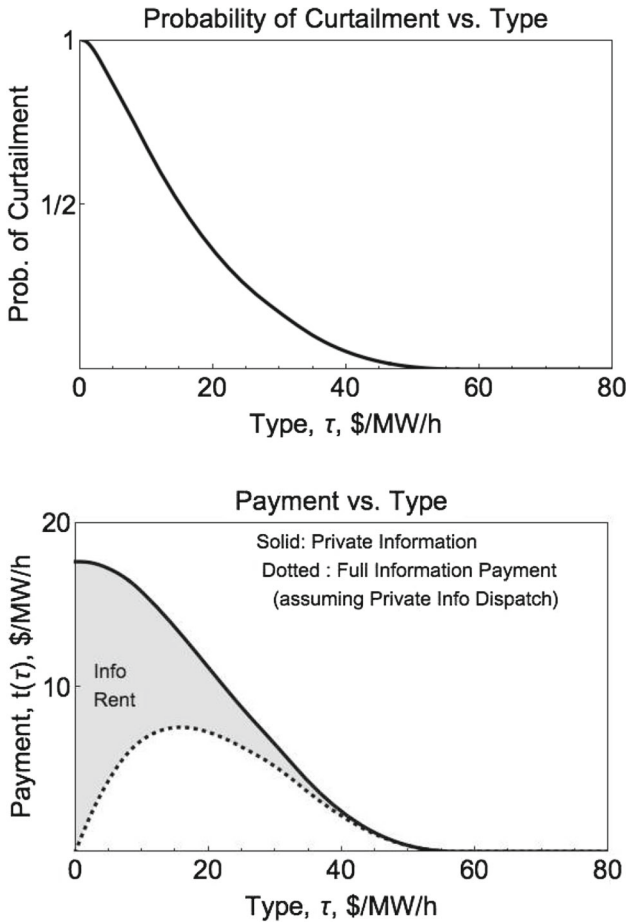 Probability of Curtailment vs. Type
Prob. of Curtailment
1
1/2
0
20
40
60
80
Type, τ, $/MW/h
Payment vs. Type
Payment, t(τ), $/MW/h
20
10
Solid: Private Information
Dotted : Full Information Payment
(assuming Private Info Dispatch)
Info
Rent
0
20
40
60
80
Type, τ, $/MW/h